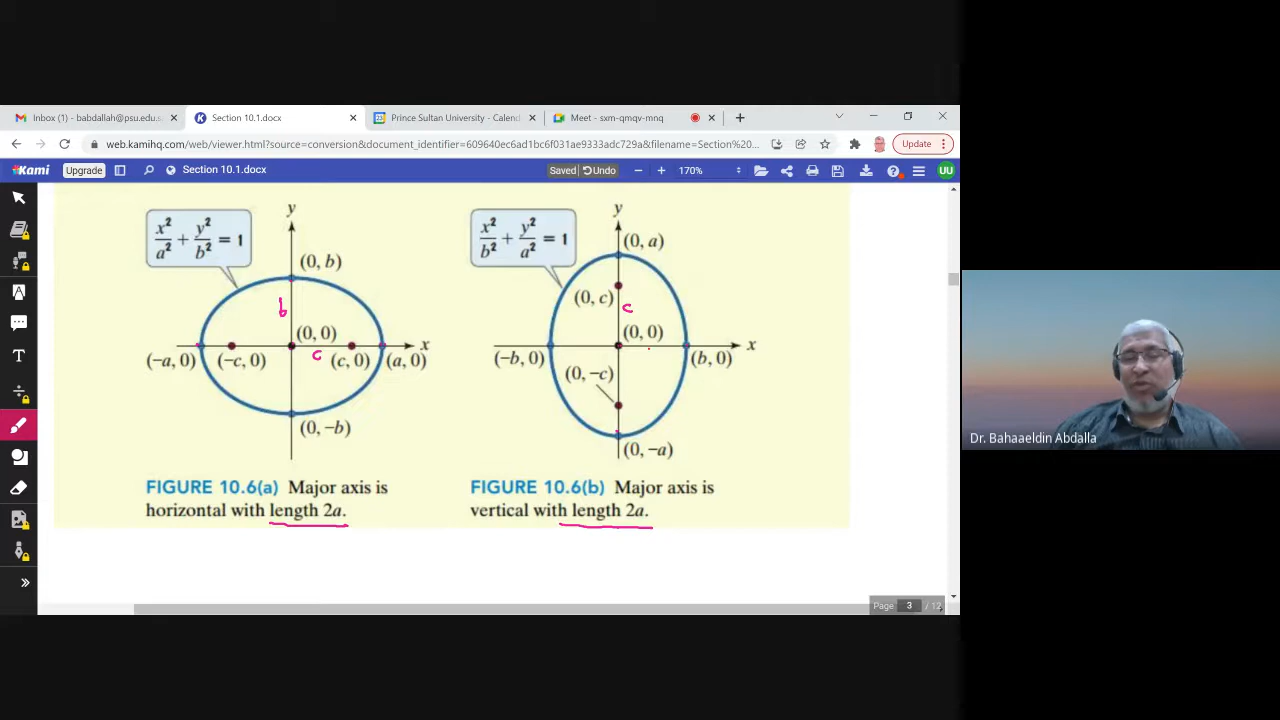 Inbox (1) - babdallah@psu.edu.s
Section 10.1.docx
Prince Sultan University - Calend
Meet - sxm-qmqv-mnq
web.kamihq.com/web/viewer.html?source=conversion&document_identifier=609640ec6ad1bc6f031ae9333adc729a&filename=Section%20...
Update
Kami
Upgrade
Section 10.1.docx
Saved
Undo
170%
UU
x²/a² + y²/b² = 1
y
(0, b)
b
(0, 0)
x
c
(−a, 0)
(−c, 0)
(c, 0)
(a, 0)
(0, −b)
FIGURE 10.6(a) Major axis is
horizontal with length 2a.
x²/b² + y²/a² = 1
y
(0, a)
(0, c)
c
(0, 0)
x
(−b, 0)
(b, 0)
(0, −c)
(0, −a)
FIGURE 10.6(b) Major axis is
vertical with length 2a.
Page 3 / 12
Dr. Bahaaeldin Abdalla